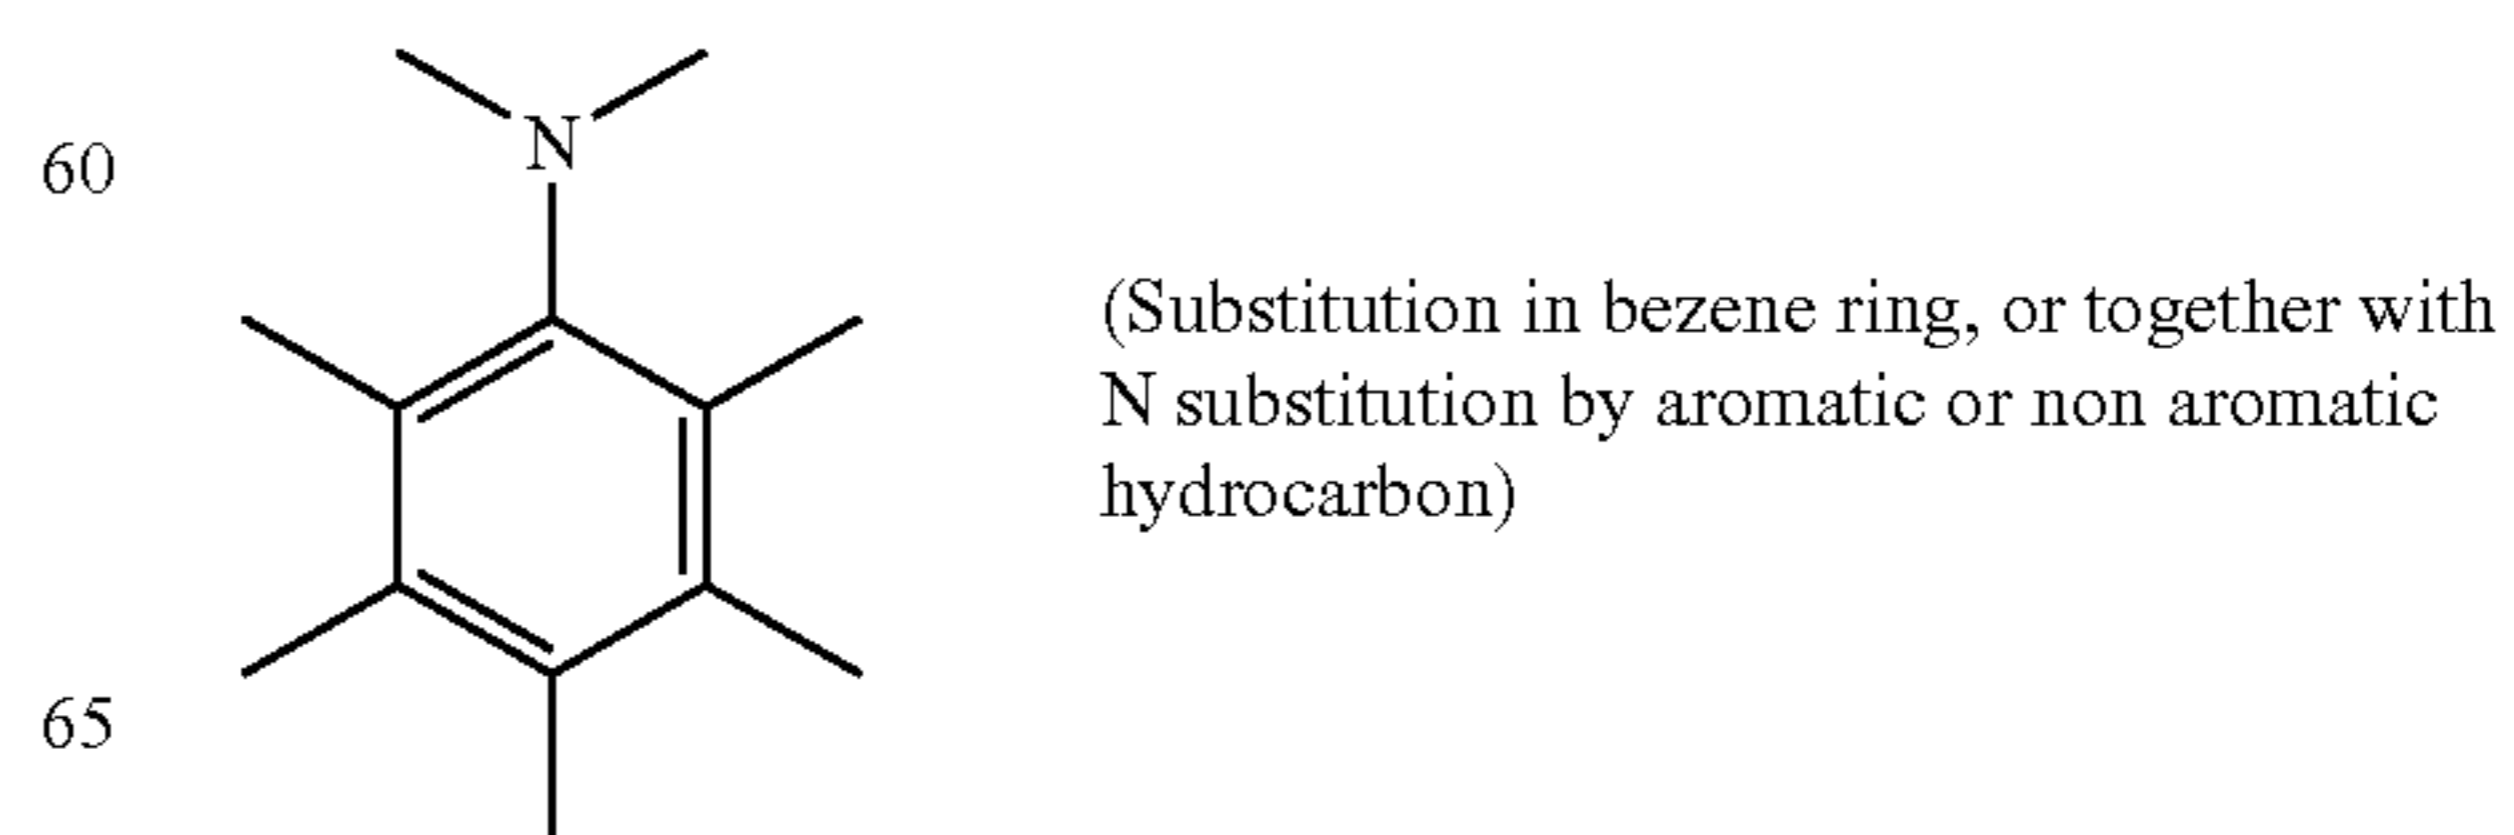 N
60
(Substitution in bezene ring, or together with
N substitution by aromatic or non aromatic
hydrocarbon)
65